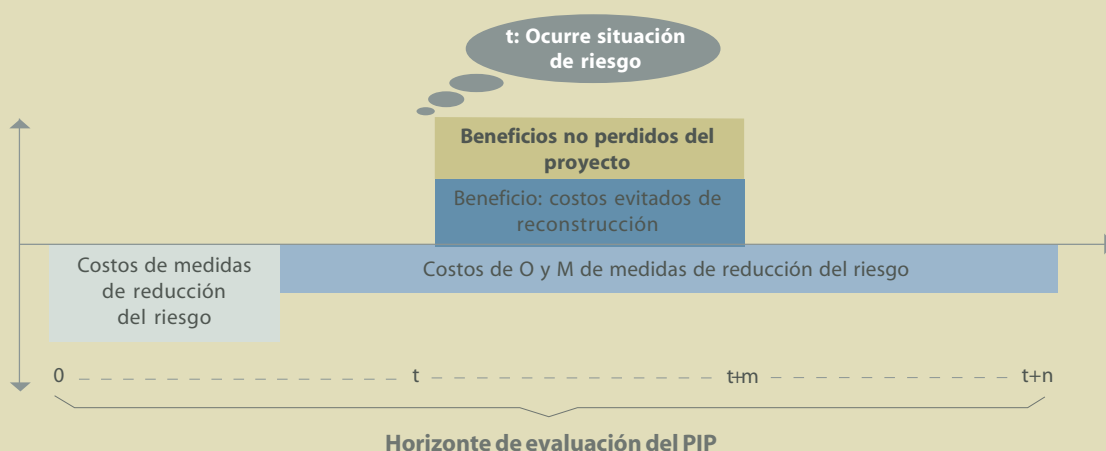 t: Ocurre situación
de riesgo
Beneficios no perdidos del
proyecto
Beneficio: costos evitados de
reconstrucción
Costos de medidas
de reducción
del riesgo
Costos de O y M de medidas de reducción del riesgo
0 t t+m t+n
Horizonte de evaluación del PIP